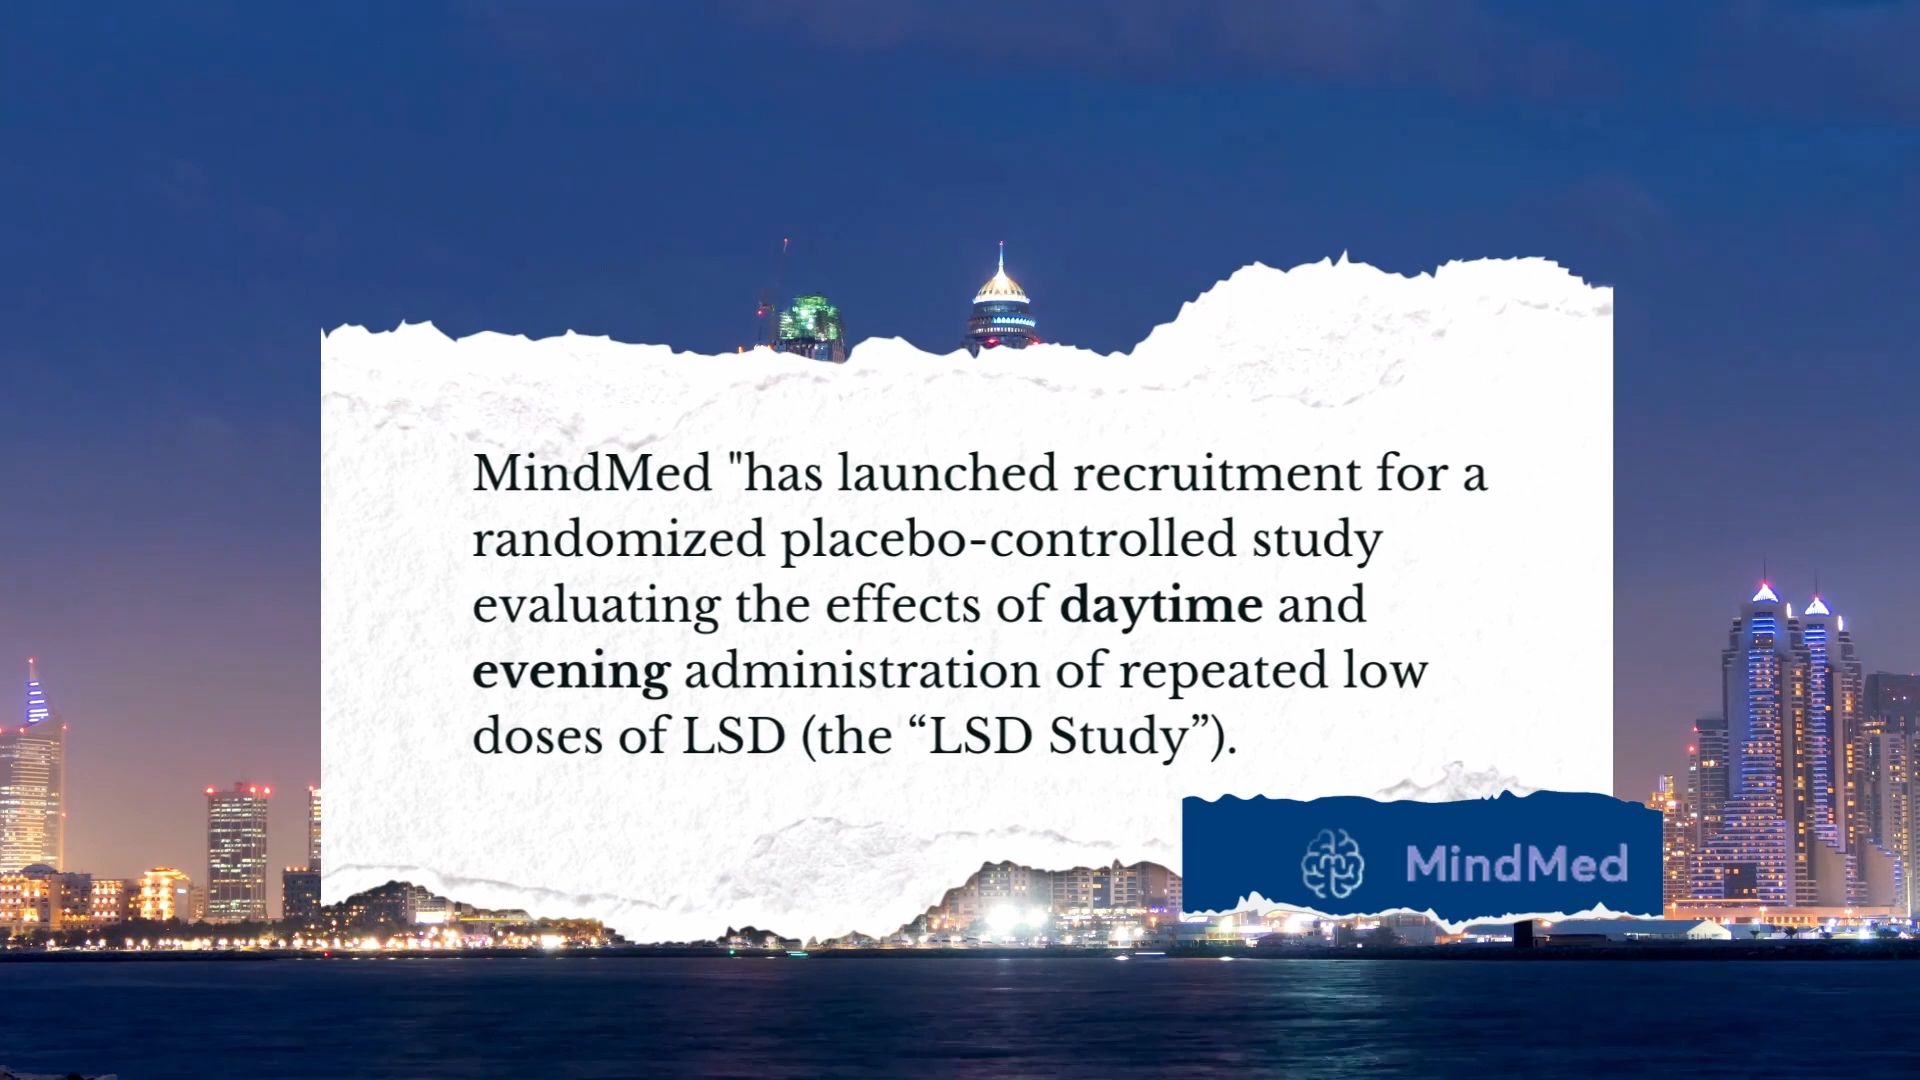 MindMed "has launched recruitment for a
randomized placebo-controlled study
evaluating the effects of daytime and
evening administration of repeated low
doses of LSD (the “LSD Study”).
MindMed